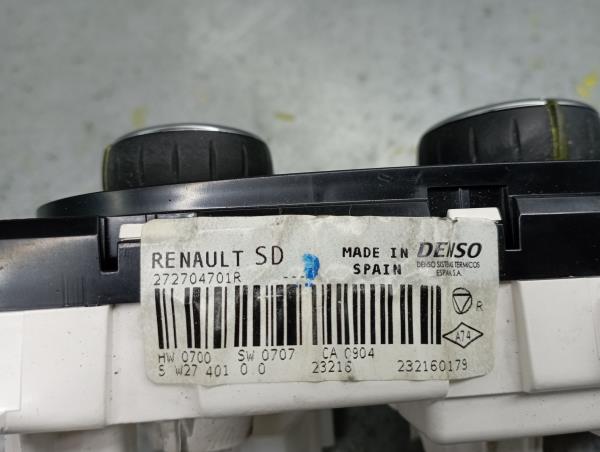 RENAULT SD
MADE IN SPAIN
DENSO
DENSO SISTEMAS TERMICOS
ESPAÑA S.A.
272704701R
R
A74
HW 0700 SW 0707 CA 0904
S W27 401 0 0 23216 232160179